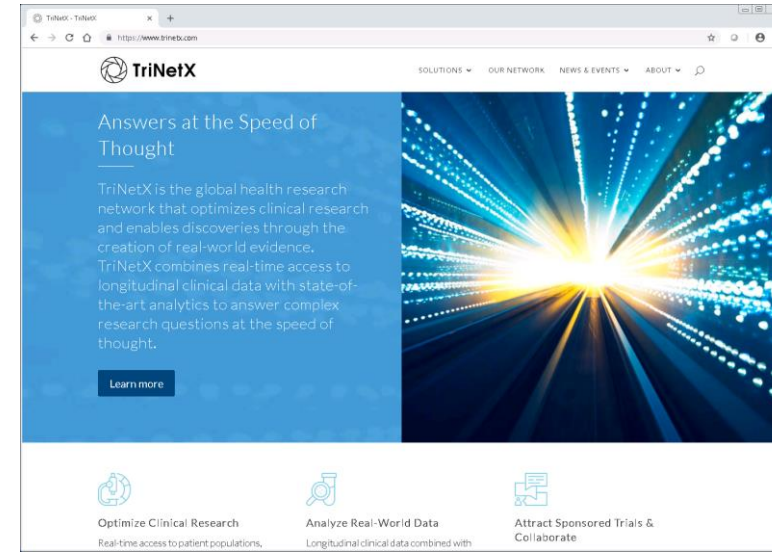 TriNetX - TriNetX
https://www.trinetx.com
TriNetX
SOLUTIONS
OUR NETWORK
NEWS & EVENTS
ABOUT
Answers at the Speed of
Thought
TriNetX is the global health research
network that optimizes clinical research
and enables discoveries through the
creation of real-world evidence.
TriNetX combines real-time access to
longitudinal clinical data with state-of-
the-art analytics to answer complex
research questions at the speed of
thought.
Learn more
Optimize Clinical Research
Real-time access to patient populations,
Analyze Real-World Data
Longitudinal clinical data combined with
Attract Sponsored Trials &
Collaborate